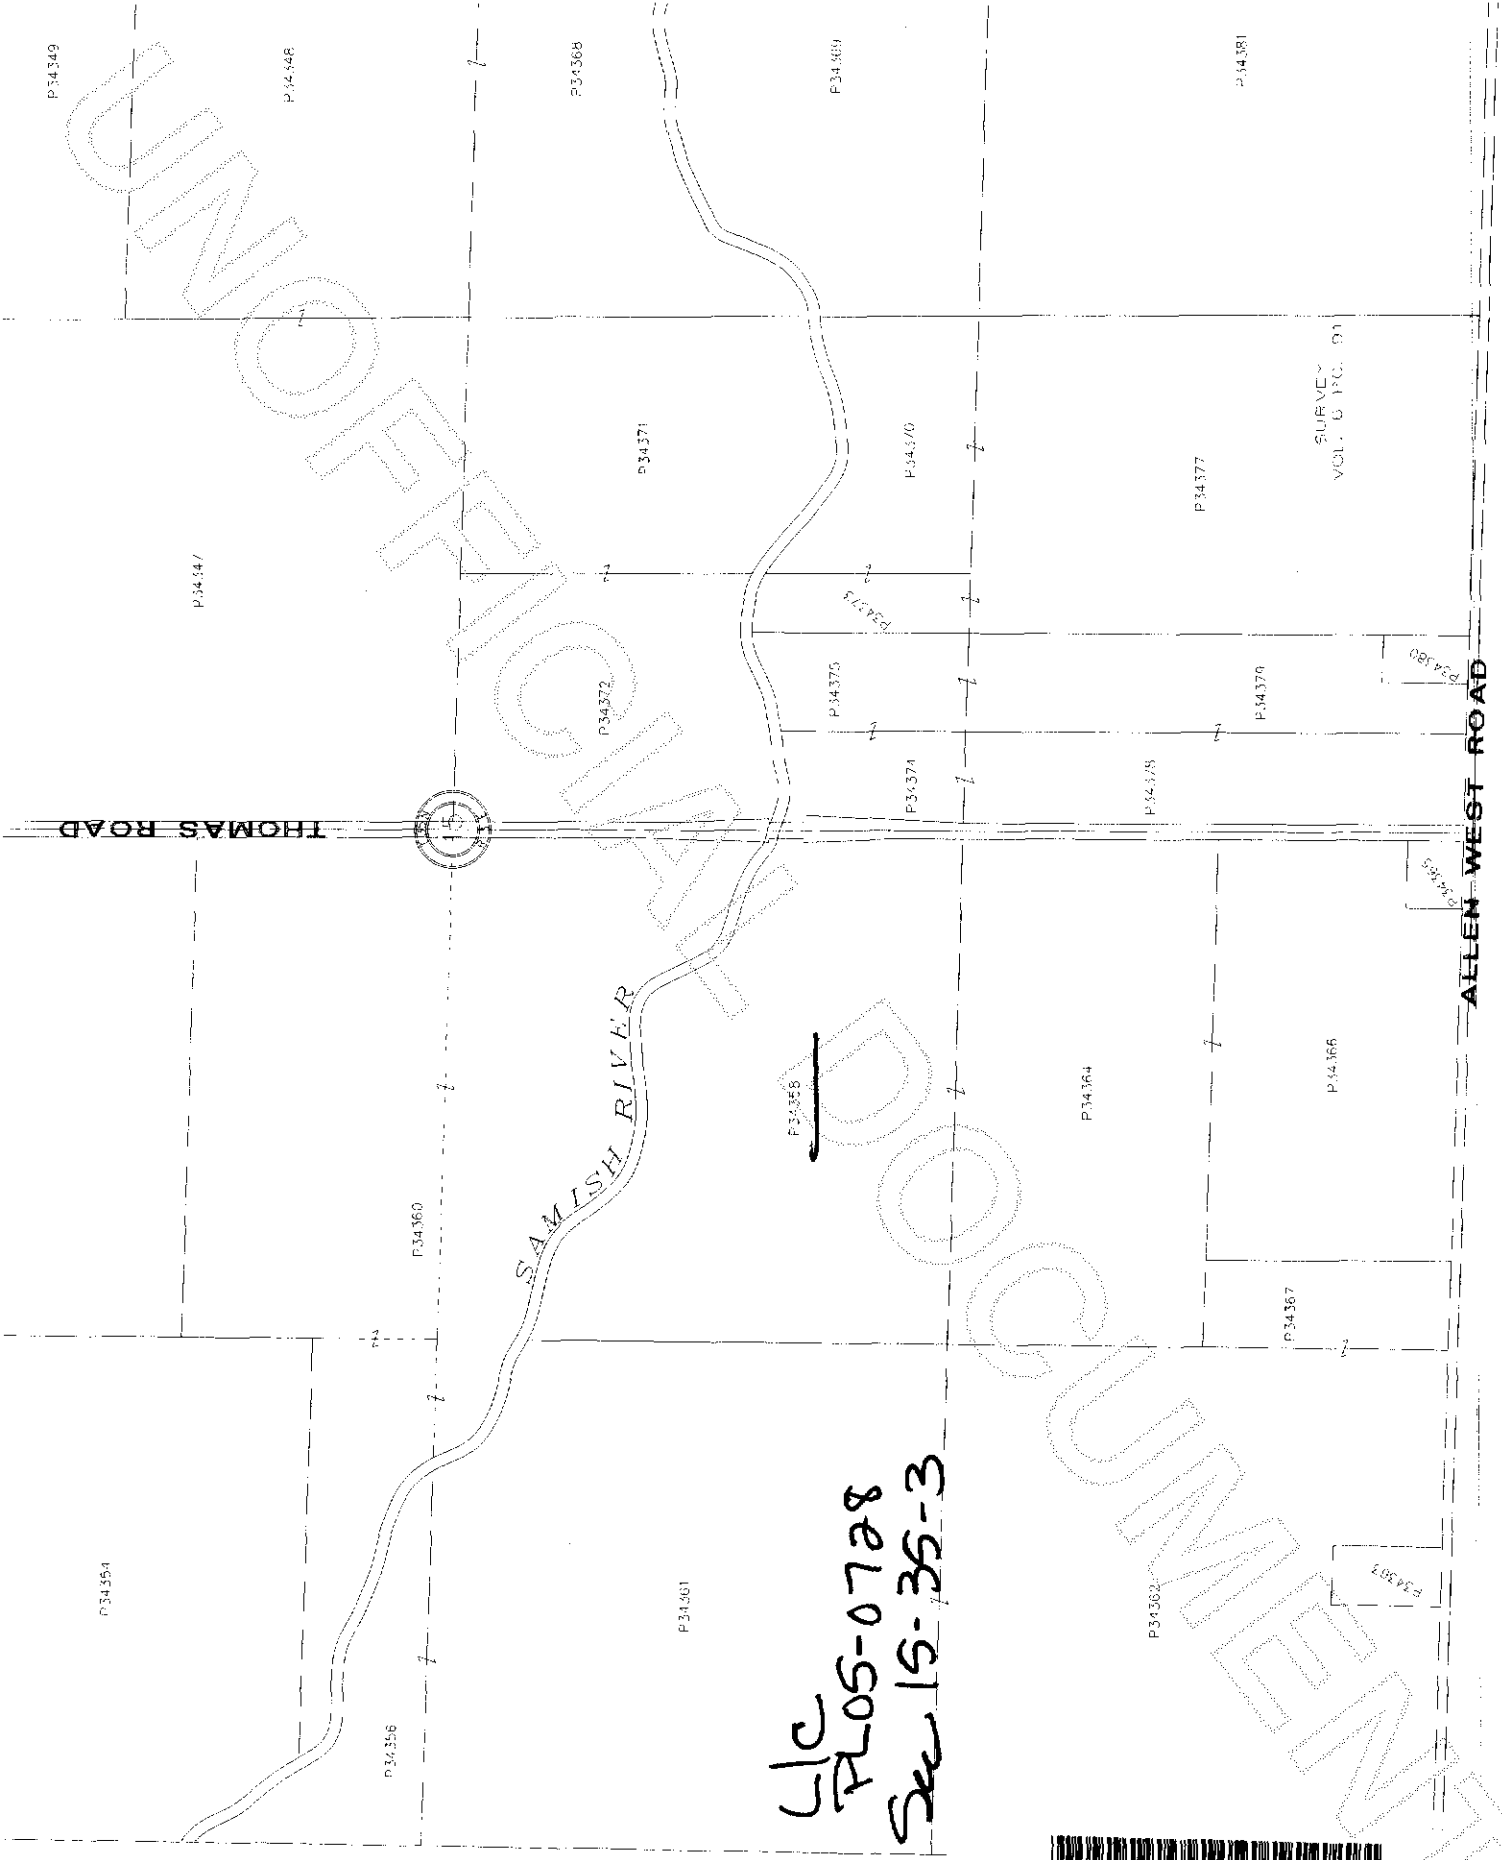 P34349
P34348
P34368
P34369
P34381
P34347
P34371
P34370
P34377
SURVEY
VOL. 6 PG. 91
P34372
P34373
P34375
P34379
P34380
P34374
P34378
THOMAS ROAD
15
ALLEN WEST ROAD
SAMISH RIVER
P34360
P34358
P34364
P34365
P34366
P34367
P34354
P34356
P34361
P34362
P34363
L/C
PL05-0728
Sec 15-35-3
UNOFFICIAL DOCUMENT